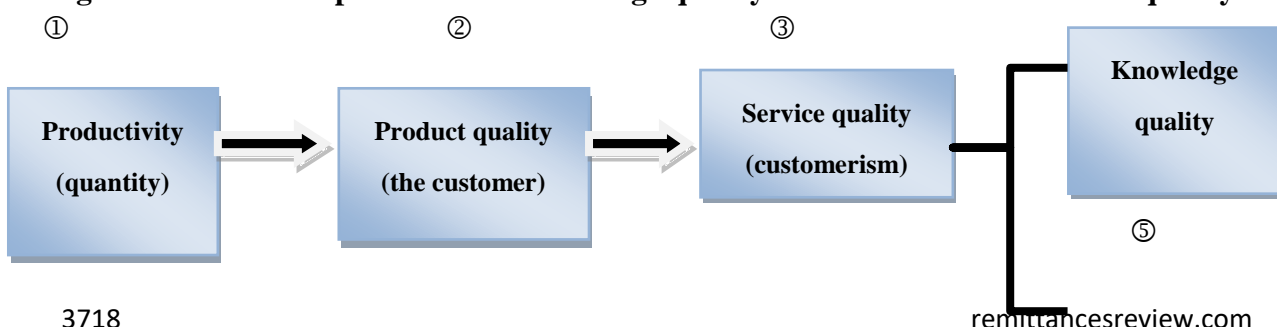 ① ② ③
Knowledge
quality
Productivity
(quantity)
Product quality
(the customer)
Service quality
(customerism)
⑤
3718
remittancesreview.com